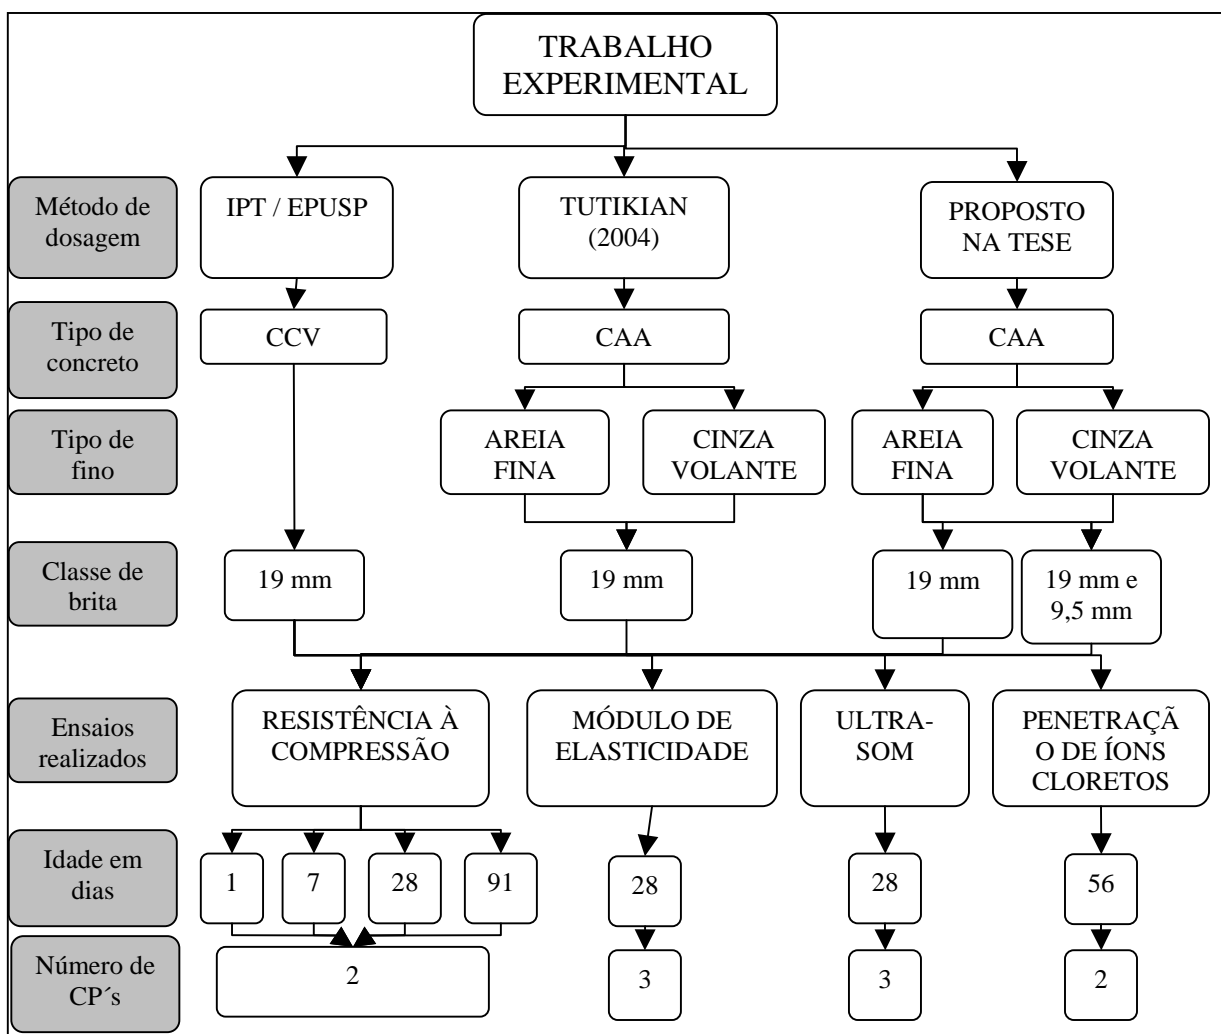 TRABALHO
EXPERIMENTAL
Método de
dosagem
IPT / EPUSP
TUTIKIAN
(2004)
PROPOSTO
NA TESE
Tipo de
concreto
CCV
CAA
CAA
Tipo de
fino
AREIA
FINA
CINZA
VOLANTE
AREIA
FINA
CINZA
VOLANTE
Classe de
brita
19 mm
19 mm
19 mm
19 mm e
9,5 mm
Ensaios
realizados
RESISTÊNCIA À
COMPRESSÃO
MÓDULO DE
ELASTICIDADE
ULTRA-
SOM
PENETRAÇÃ
O DE ÍONS
CLORETOS
Idade em
dias
1
7
28
91
28
28
56
Número de
CP´s
2
3
3
2